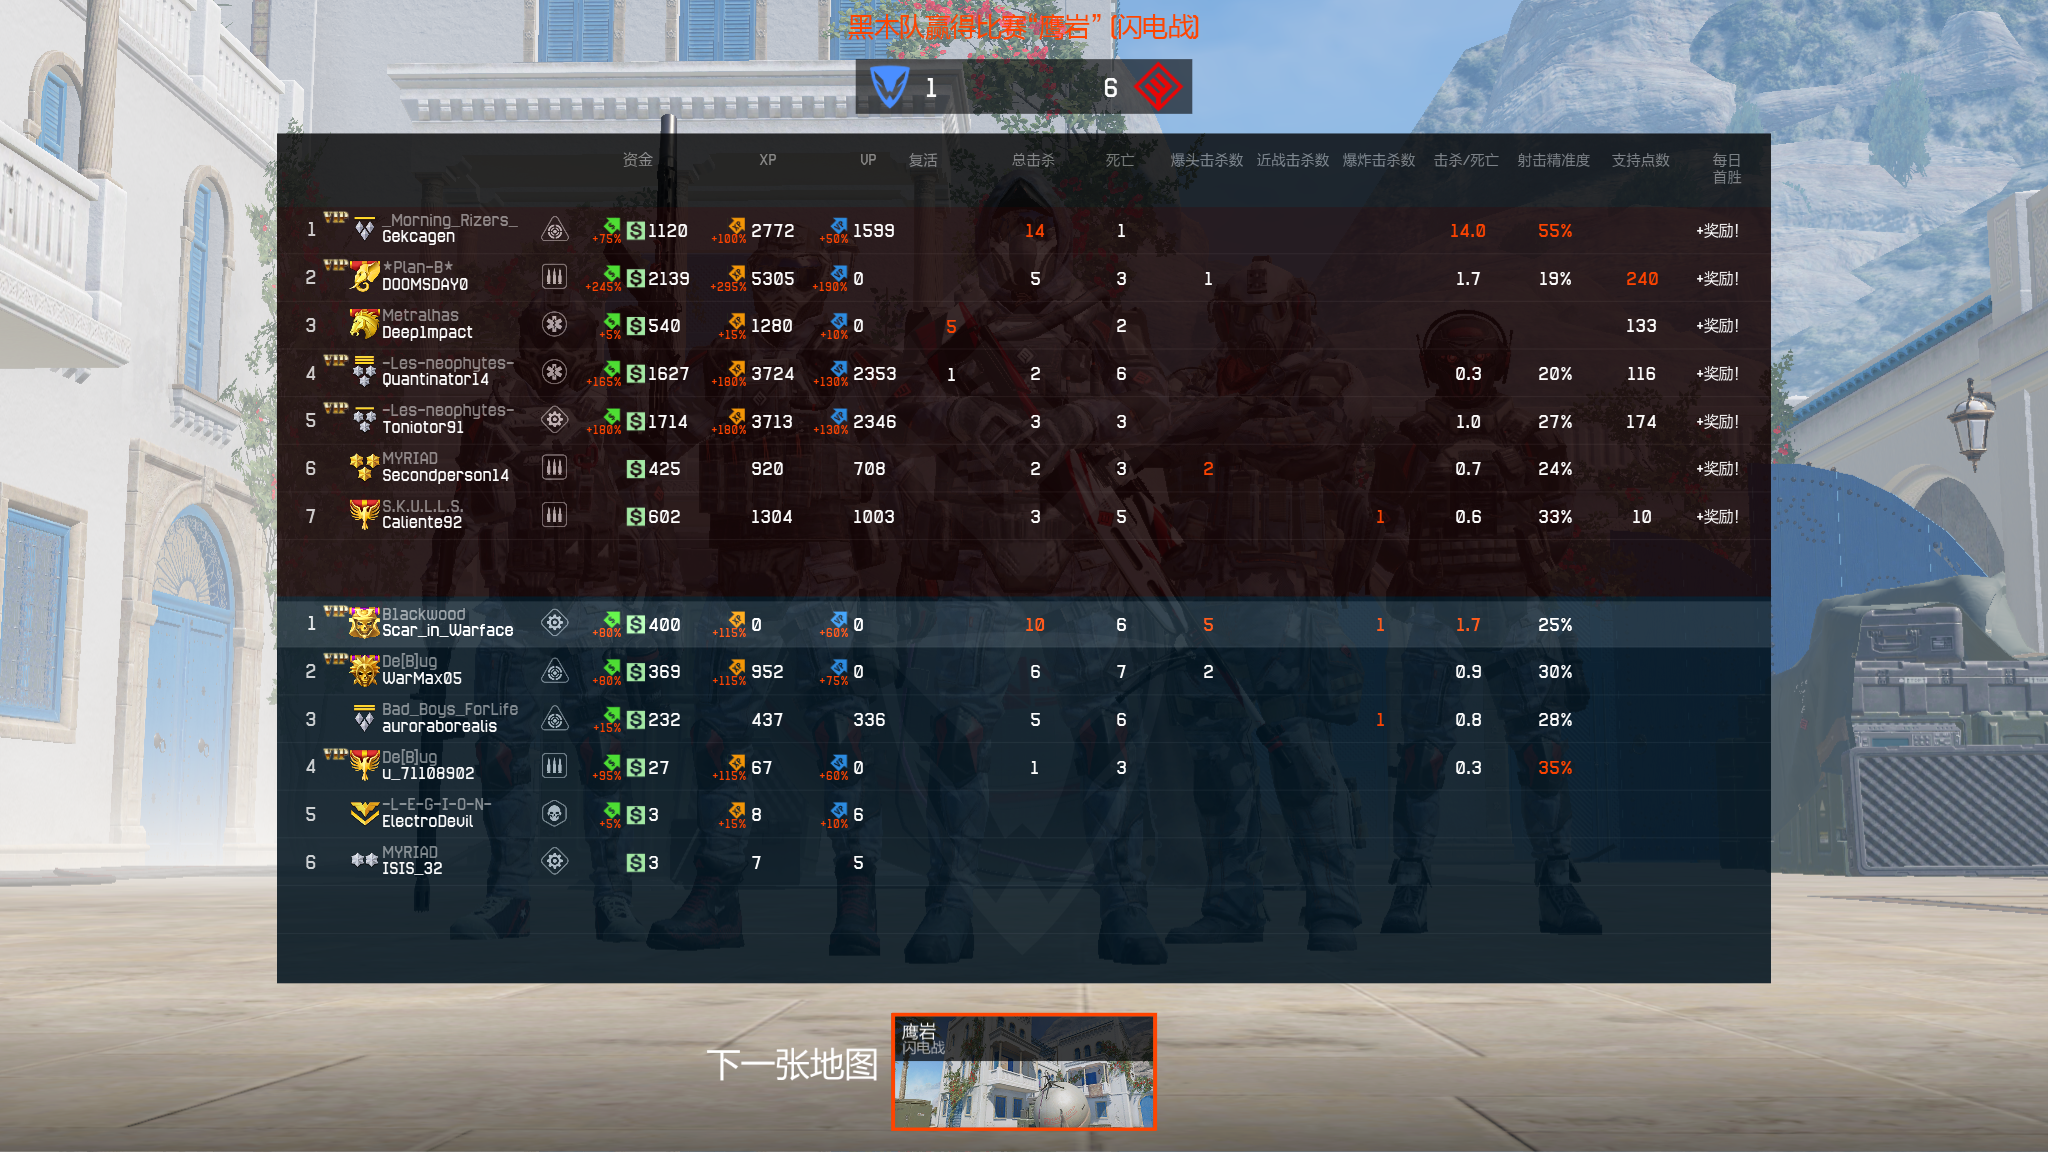 黑木队赢得比赛“鹰岩” (闪电战)
1 6
资金 XP UP 复活 总击杀 死亡 爆头击杀数 近战击杀数 爆炸击杀数 击杀/死亡 射击精准度 支持点数 每日首胜
1 VIP _Morning_Rizers_ Gekcagen +75% $ 1120 +100% 2772 +50% 1599 14 1 14.0 55% +奖励!
2 VIP *Plan-B* DOOMSDAY0 +245% $ 2139 +295% 5305 +190% 0 5 3 1 1.7 19% 240 +奖励!
3 Metralhas Deep1mpact +5% $ 540 +15% 1280 +10% 0 5 2 133 +奖励!
4 VIP -Les-neophytes- Quantinator14 +165% $ 1627 +180% 3724 +130% 2353 1 2 6 0.3 20% 116 +奖励!
5 VIP -Les-neophytes- Toniotor91 +180% $ 1714 +180% 3713 +130% 2346 3 3 1.0 27% 174 +奖励!
6 MYRIAD Secondperson14 $ 425 920 708 2 3 2 0.7 24% +奖励!
7 S.K.U.L.L.S. Caliente92 $ 602 1304 1003 3 5 1 0.6 33% 10 +奖励!
1 VIP Blackwood Scar_in_Warface +80% $ 400 +115% 0 +60% 0 10 6 5 1 1.7 25%
2 VIP De[B]ug WarMax05 +80% $ 369 +115% 952 +75% 0 6 7 2 0.9 30%
3 Bad_Boys_ForLife auroraborealis +15% $ 232 437 336 5 6 1 0.8 28%
4 VIP De[B]ug u_71108902 +95% $ 27 +115% 67 +60% 0 1 3 0.3 35%
5 -L-E-G-I-O-N- ElectroDevil +5% $ 3 +15% 8 +10% 6
6 MYRIAD ISIS_32 $ 3 7 5
下一张地图
鹰岩
闪电战